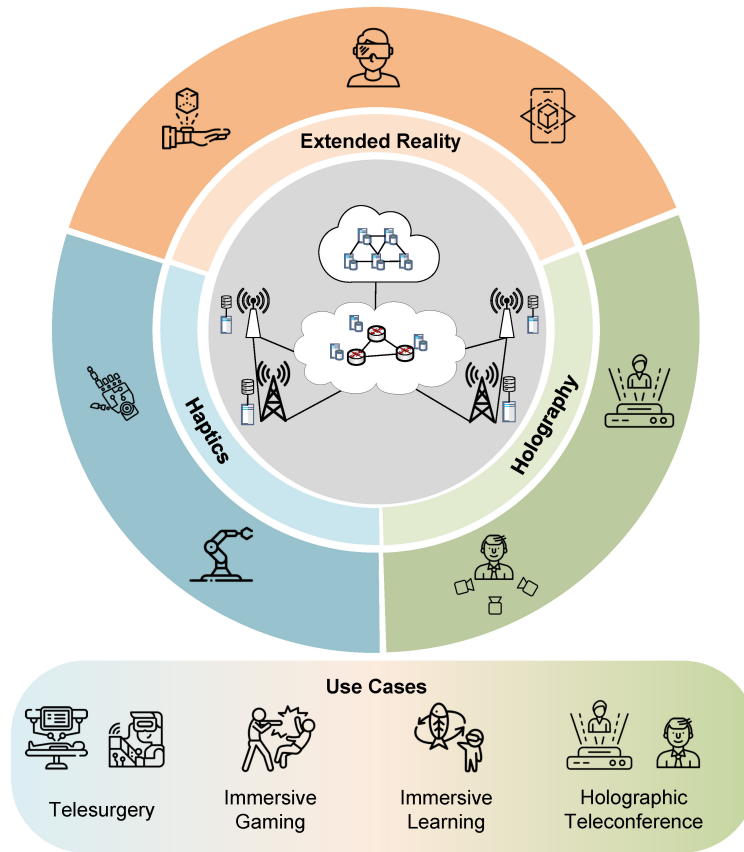 Extended Reality
Haptics
Holography
Use Cases
Telesurgery
Immersive
Gaming
Immersive
Learning
Holographic
Teleconference